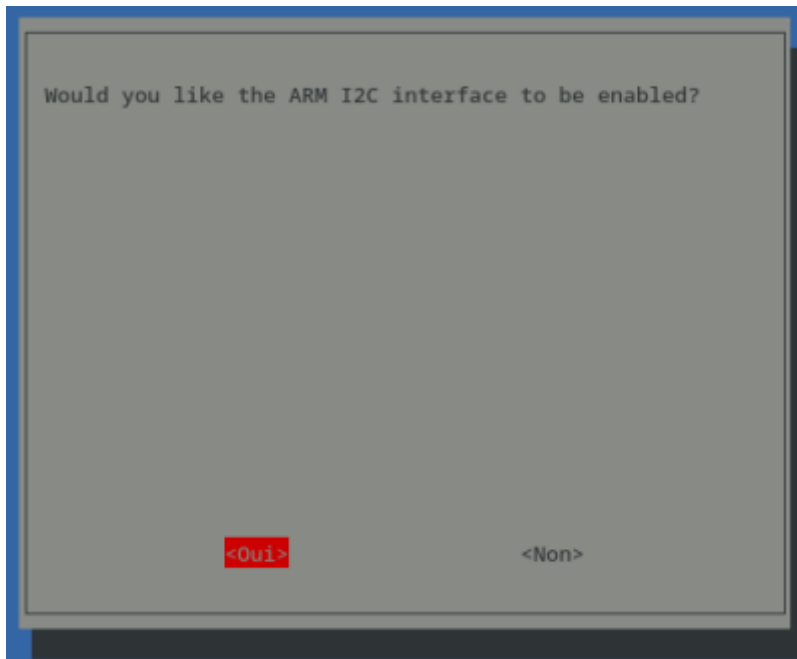 Would you like the ARM I2C interface to be enabled?
<Oui> <Non>